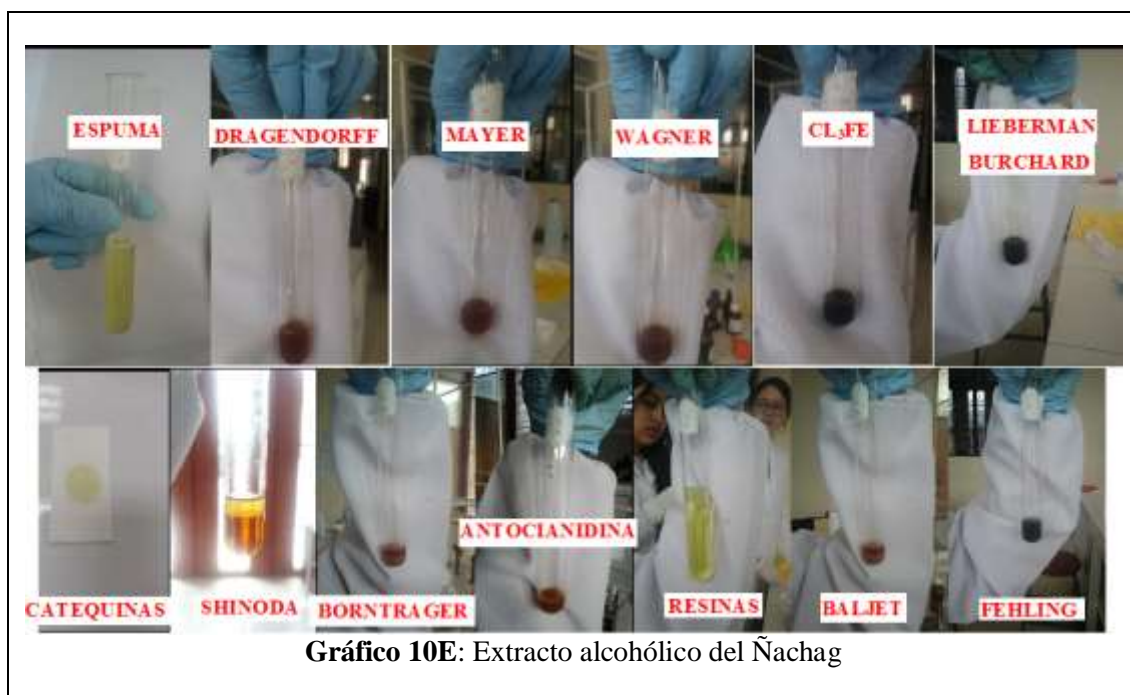 ESPUMA
DRAGENDORFF
MAYER
WAGNER
CL₃FE
LIEBERMAN
BURCHARD
CATEQUINAS
SHINODA
BORNTRAGER
ANTOCIANIDINA
RESINAS
BALJET
FEHLING
Gráfico 10E: Extracto alcohólico del Ñachag